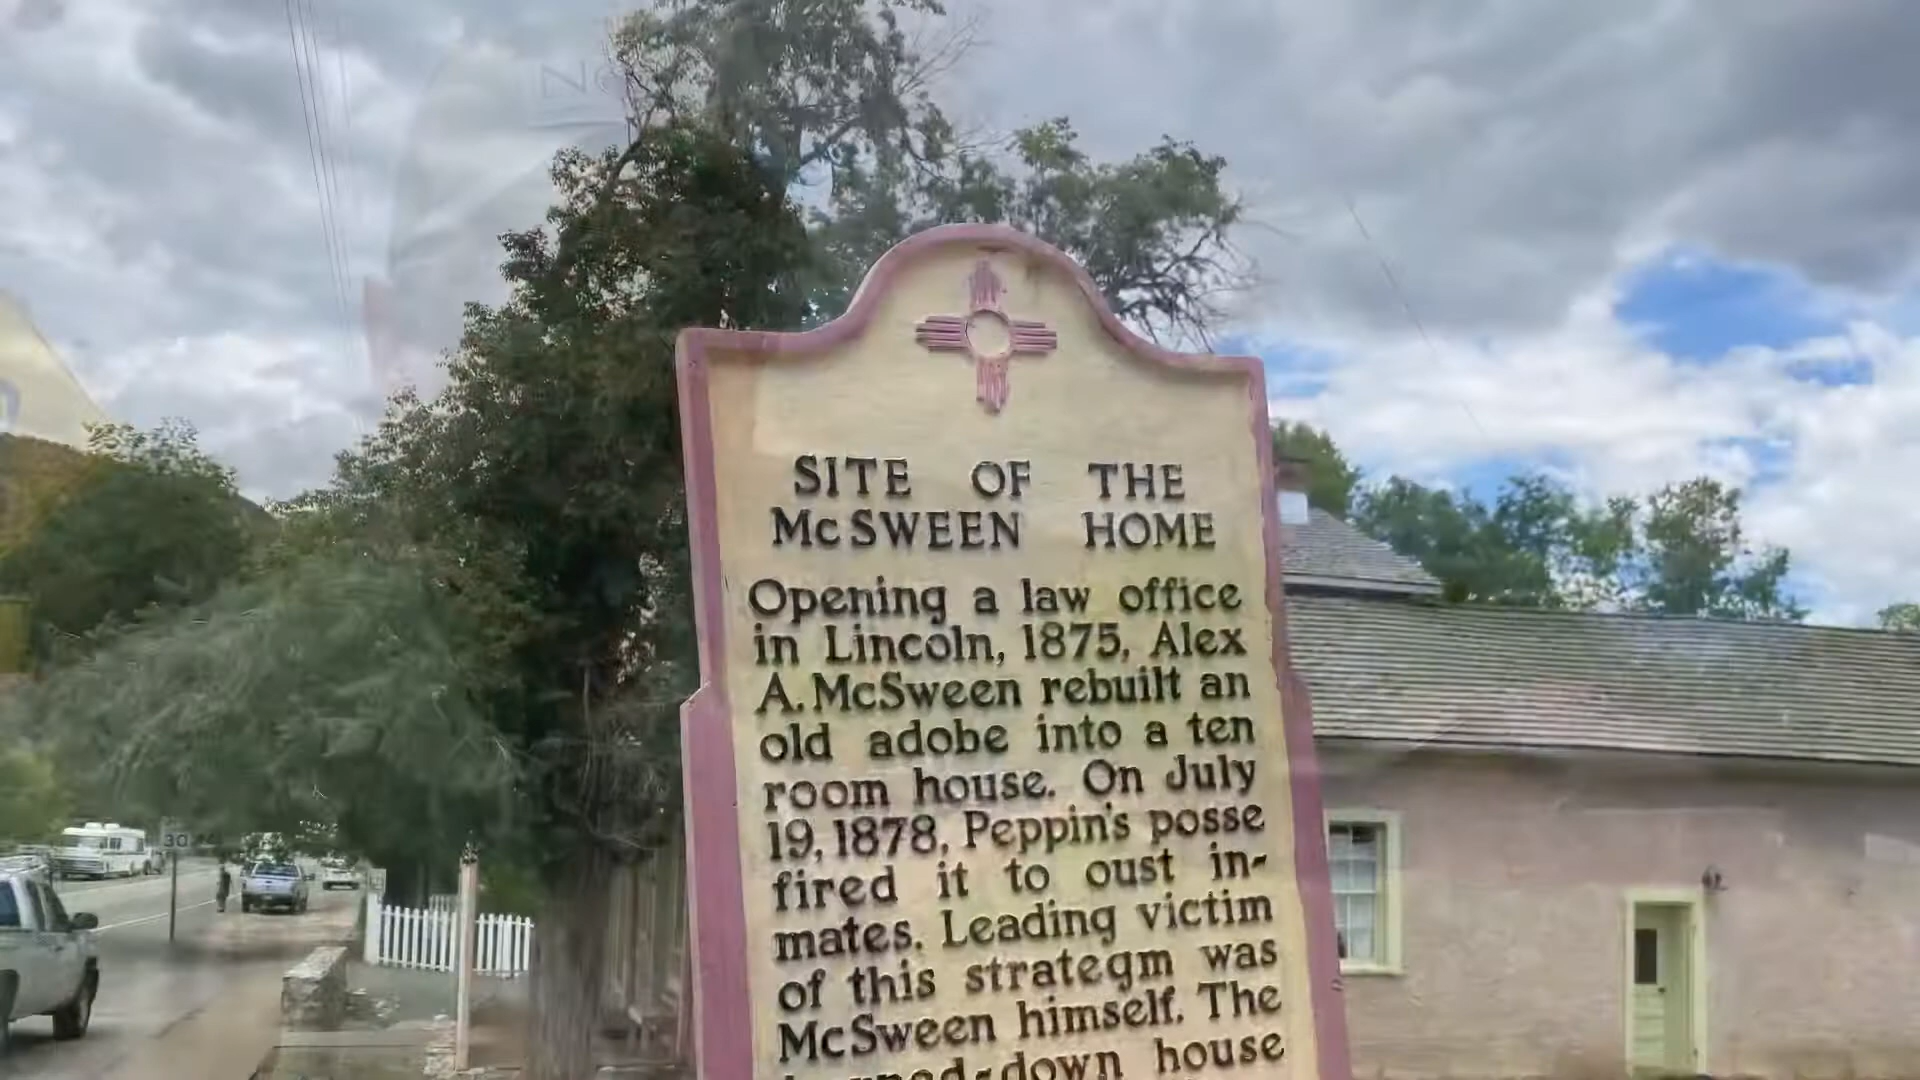 SITE OF THE
McSWEEN HOME
Opening a law office
in Lincoln, 1875, Alex
A. McSween rebuilt an
old adobe into a ten
room house. On July
19, 1878, Peppin's posse
fired it to oust in-
mates. Leading victim
of this strategm was
McSween himself. The
down house
30